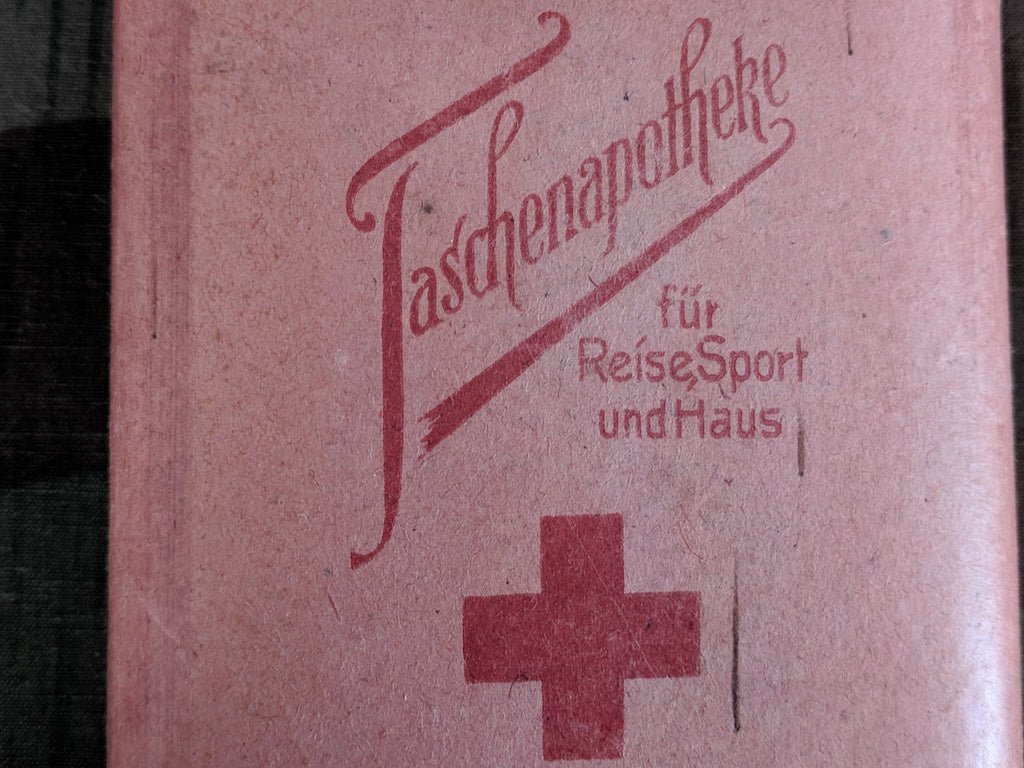 Taschenapotheke
für
Reise, Sport
und Haus